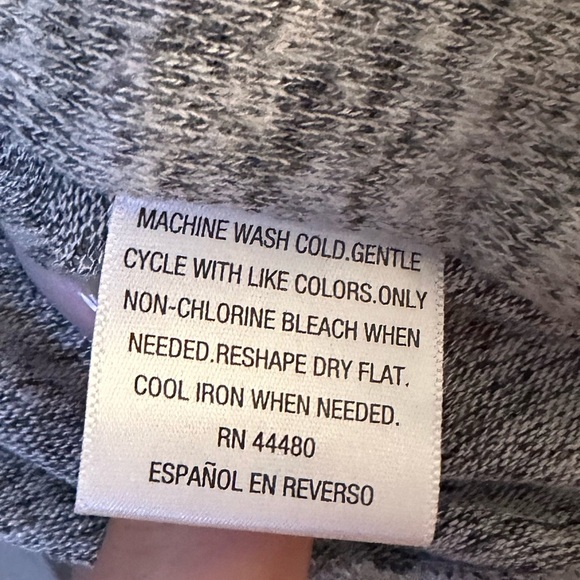 MACHINE WASH COLD.GENTLE
CYCLE WITH LIKE COLORS.ONLY
NON-CHLORINE BLEACH WHEN
NEEDED.RESHAPE DRY FLAT.
COOL IRON WHEN NEEDED.
RN 44480
ESPAÑOL EN REVERSO